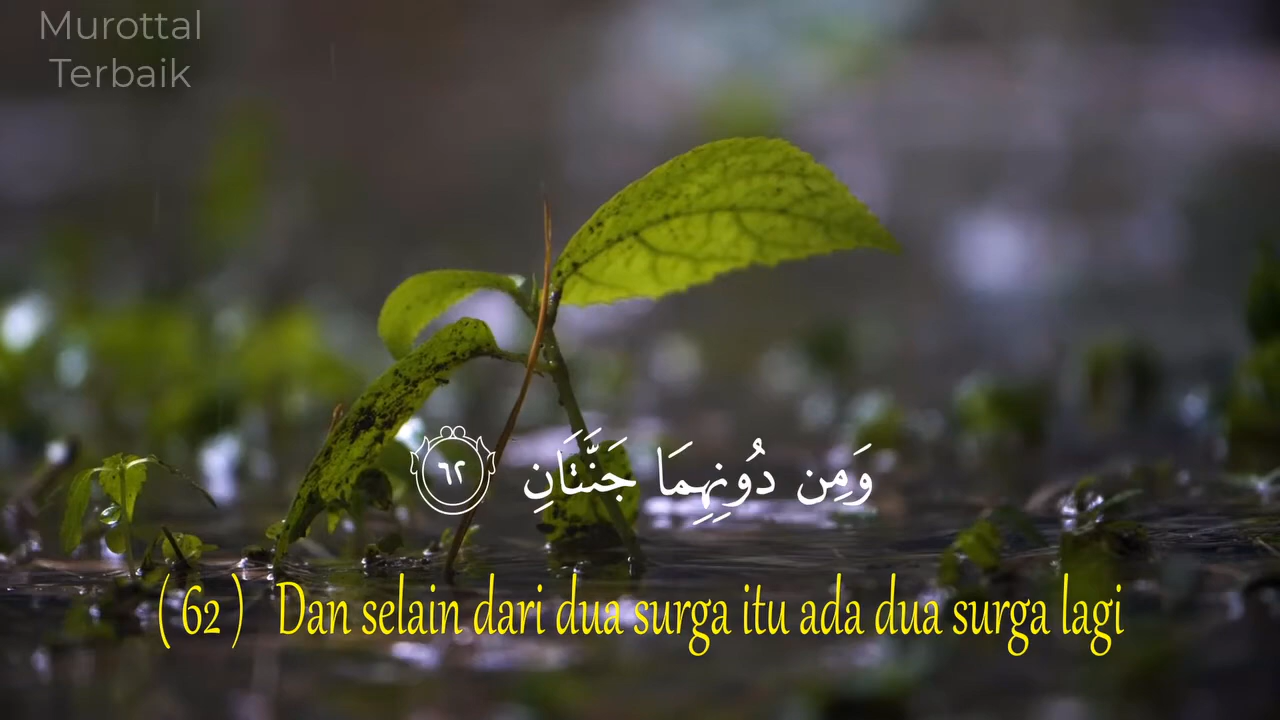 Murottal
Terbaik
وَمِن دُونِهِمَا جَنَّتَانِ ٦٢
( 62 ) Dan selain dari dua surga itu ada dua surga lagi